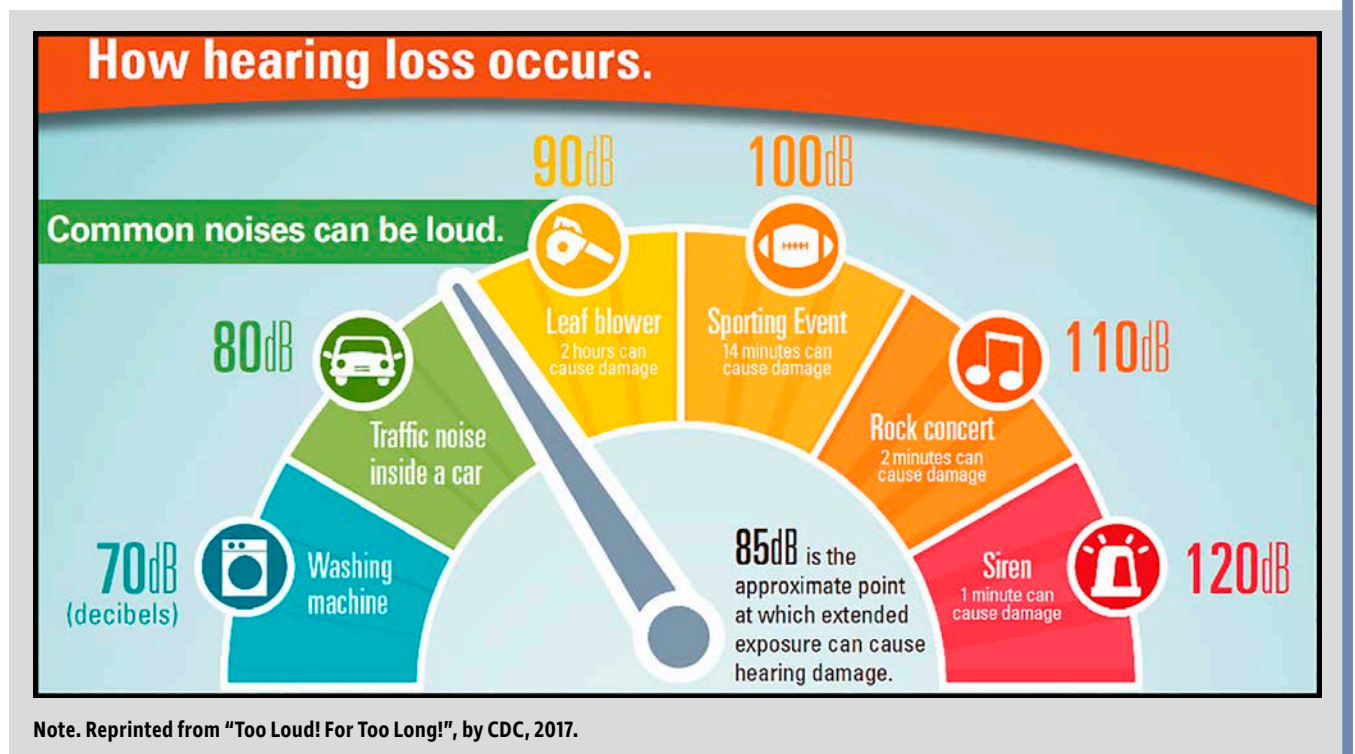 How hearing loss occurs.
Common noises can be loud.
70dB
(decibels)
Washing
machine
80dB
Traffic noise
inside a car
90dB
Leaf blower
2 hours can
cause damage
100dB
Sporting Event
14 minutes can
cause damage
110dB
Rock concert
2 minutes can
cause damage
120dB
Siren
1 minute can
cause damage
85dB is the
approximate point
at which extended
exposure can cause
hearing damage.
Note. Reprinted from “Too Loud! For Too Long!”, by CDC, 2017.